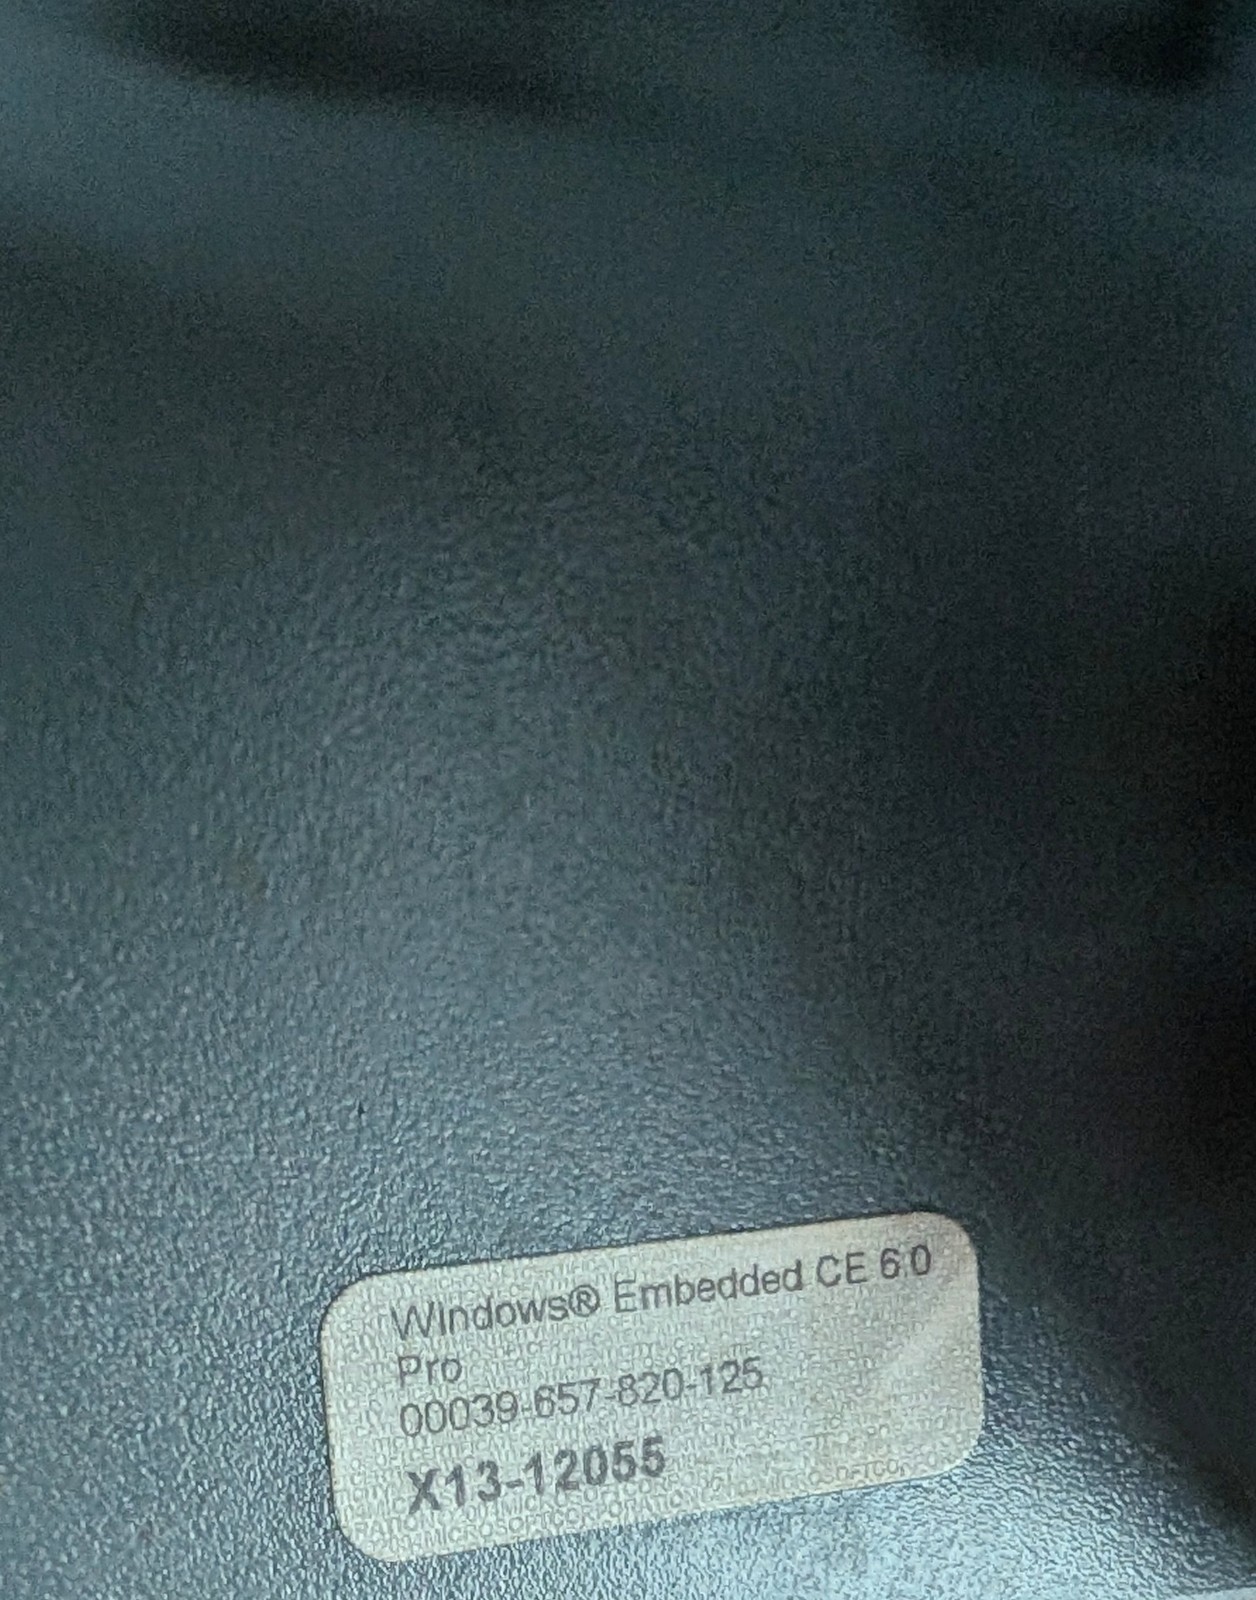 Windows® Embedded CE 6.0
Pro
00039-657-820-125
X13-12055